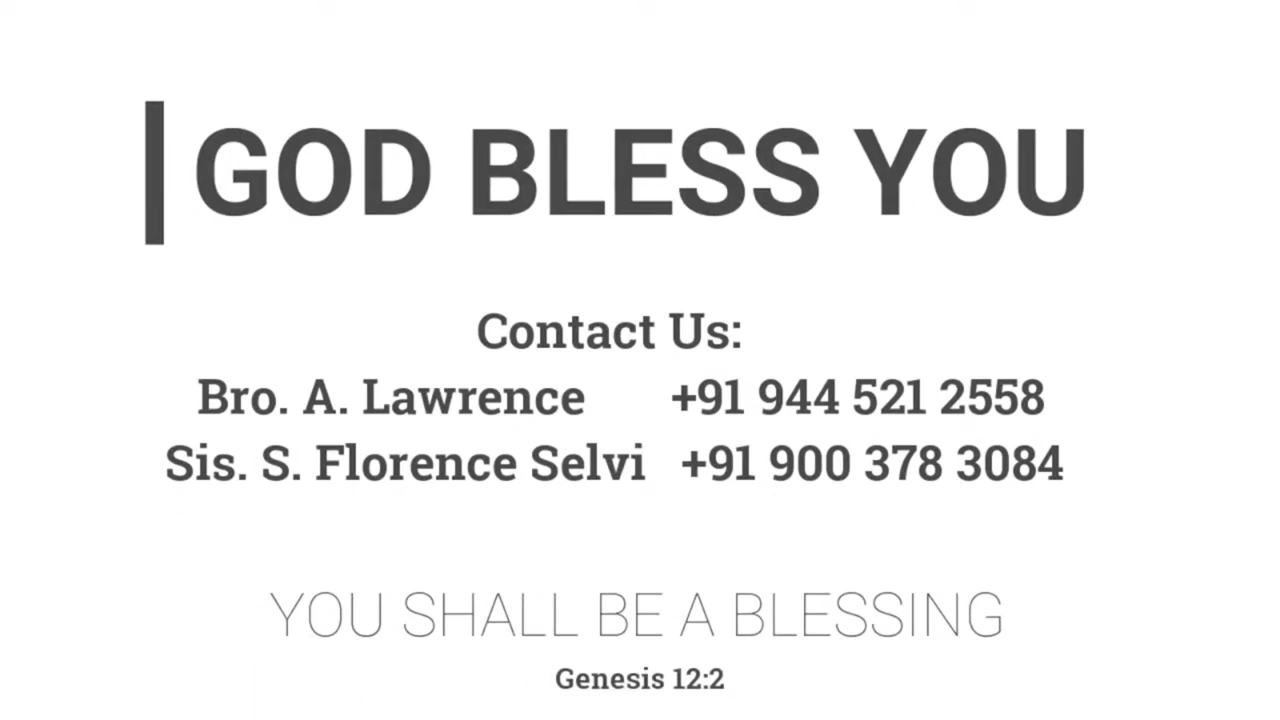 GOD BLESS YOU
Contact Us:
Bro. A. Lawrence +91 944 521 2558
Sis. S. Florence Selvi +91 900 378 3084
YOU SHALL BE A BLESSING
Genesis 12:2